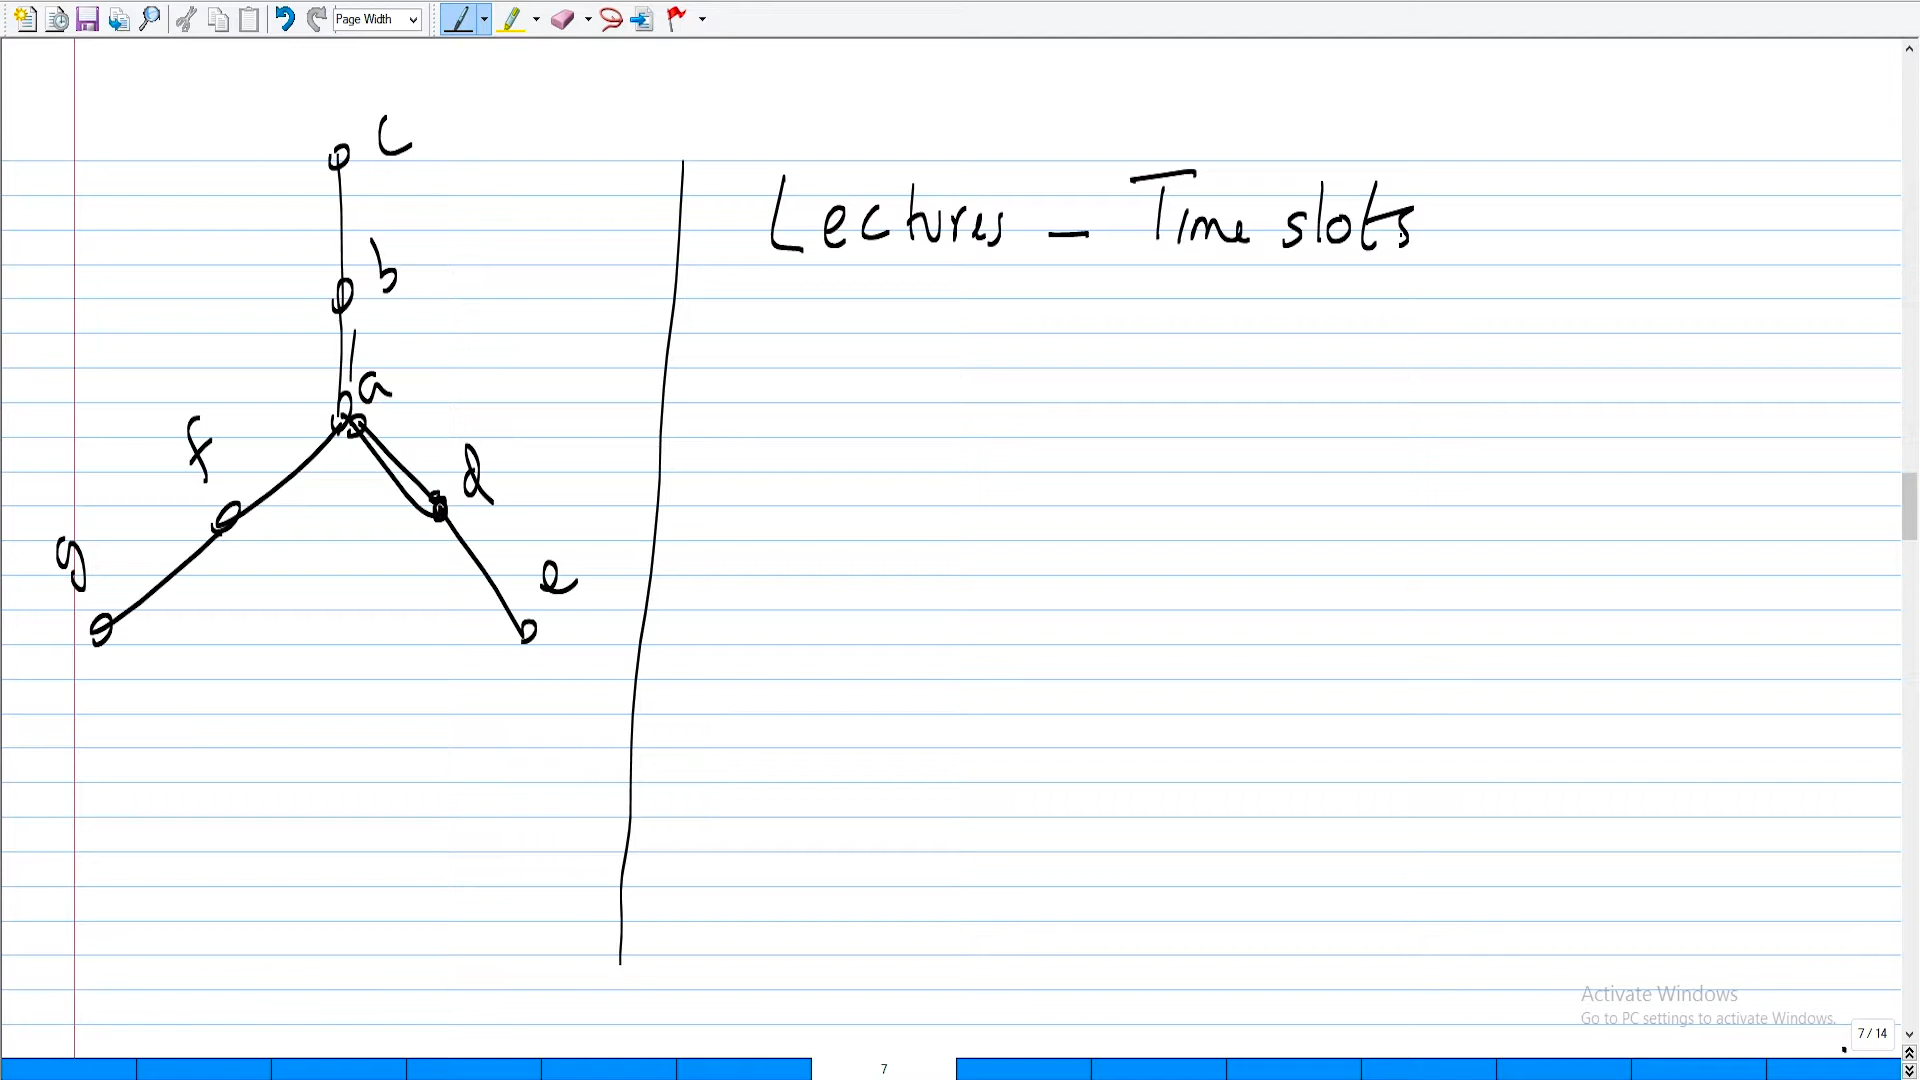 Page Width
c
b
a
f
d
g
e
Lectures - Time slots
Activate Windows
Go to PC settings to activate Windows.
7 / 14
7